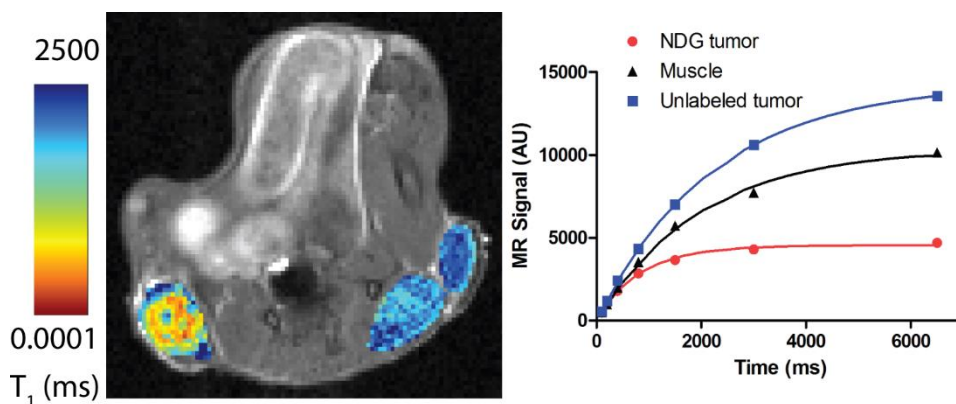 2500
0.0001
T1 (ms)
NDG tumor
Muscle
Unlabeled tumor
15000
10000
5000
0
MR Signal (AU)
0 2000 4000 6000
Time (ms)